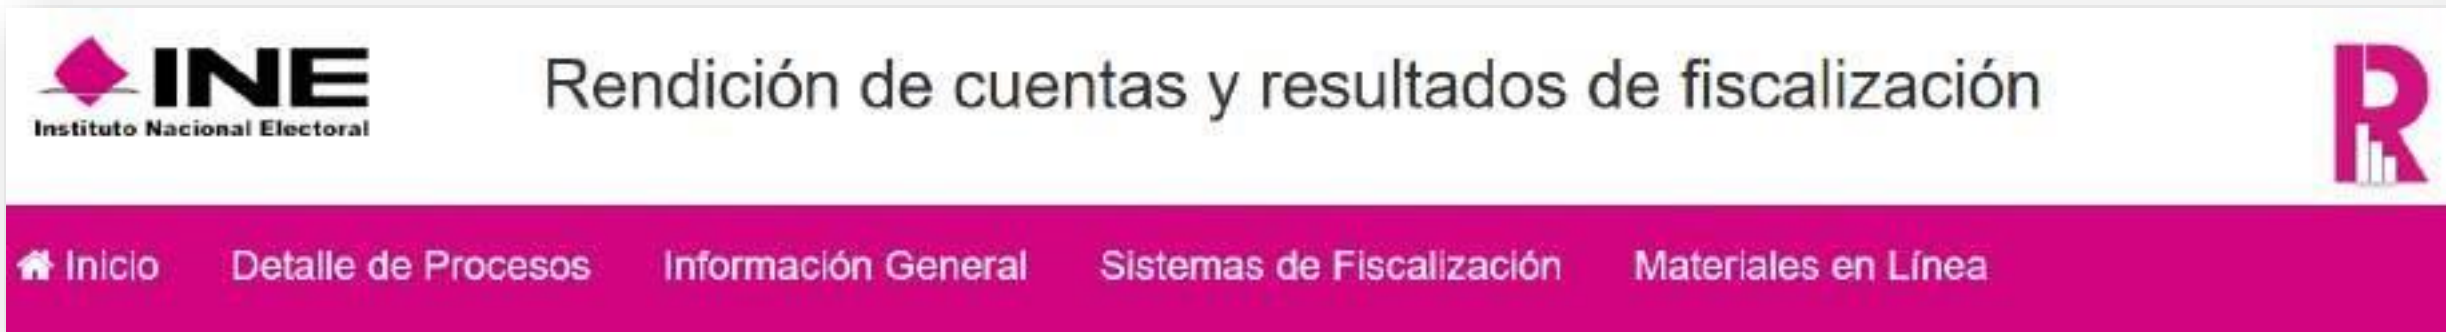 INE
Instituto Nacional Electoral
Rendición de cuentas y resultados de fiscalización
R
Inicio Detalle de Procesos Información General Sistemas de Fiscalización Materiales en Línea